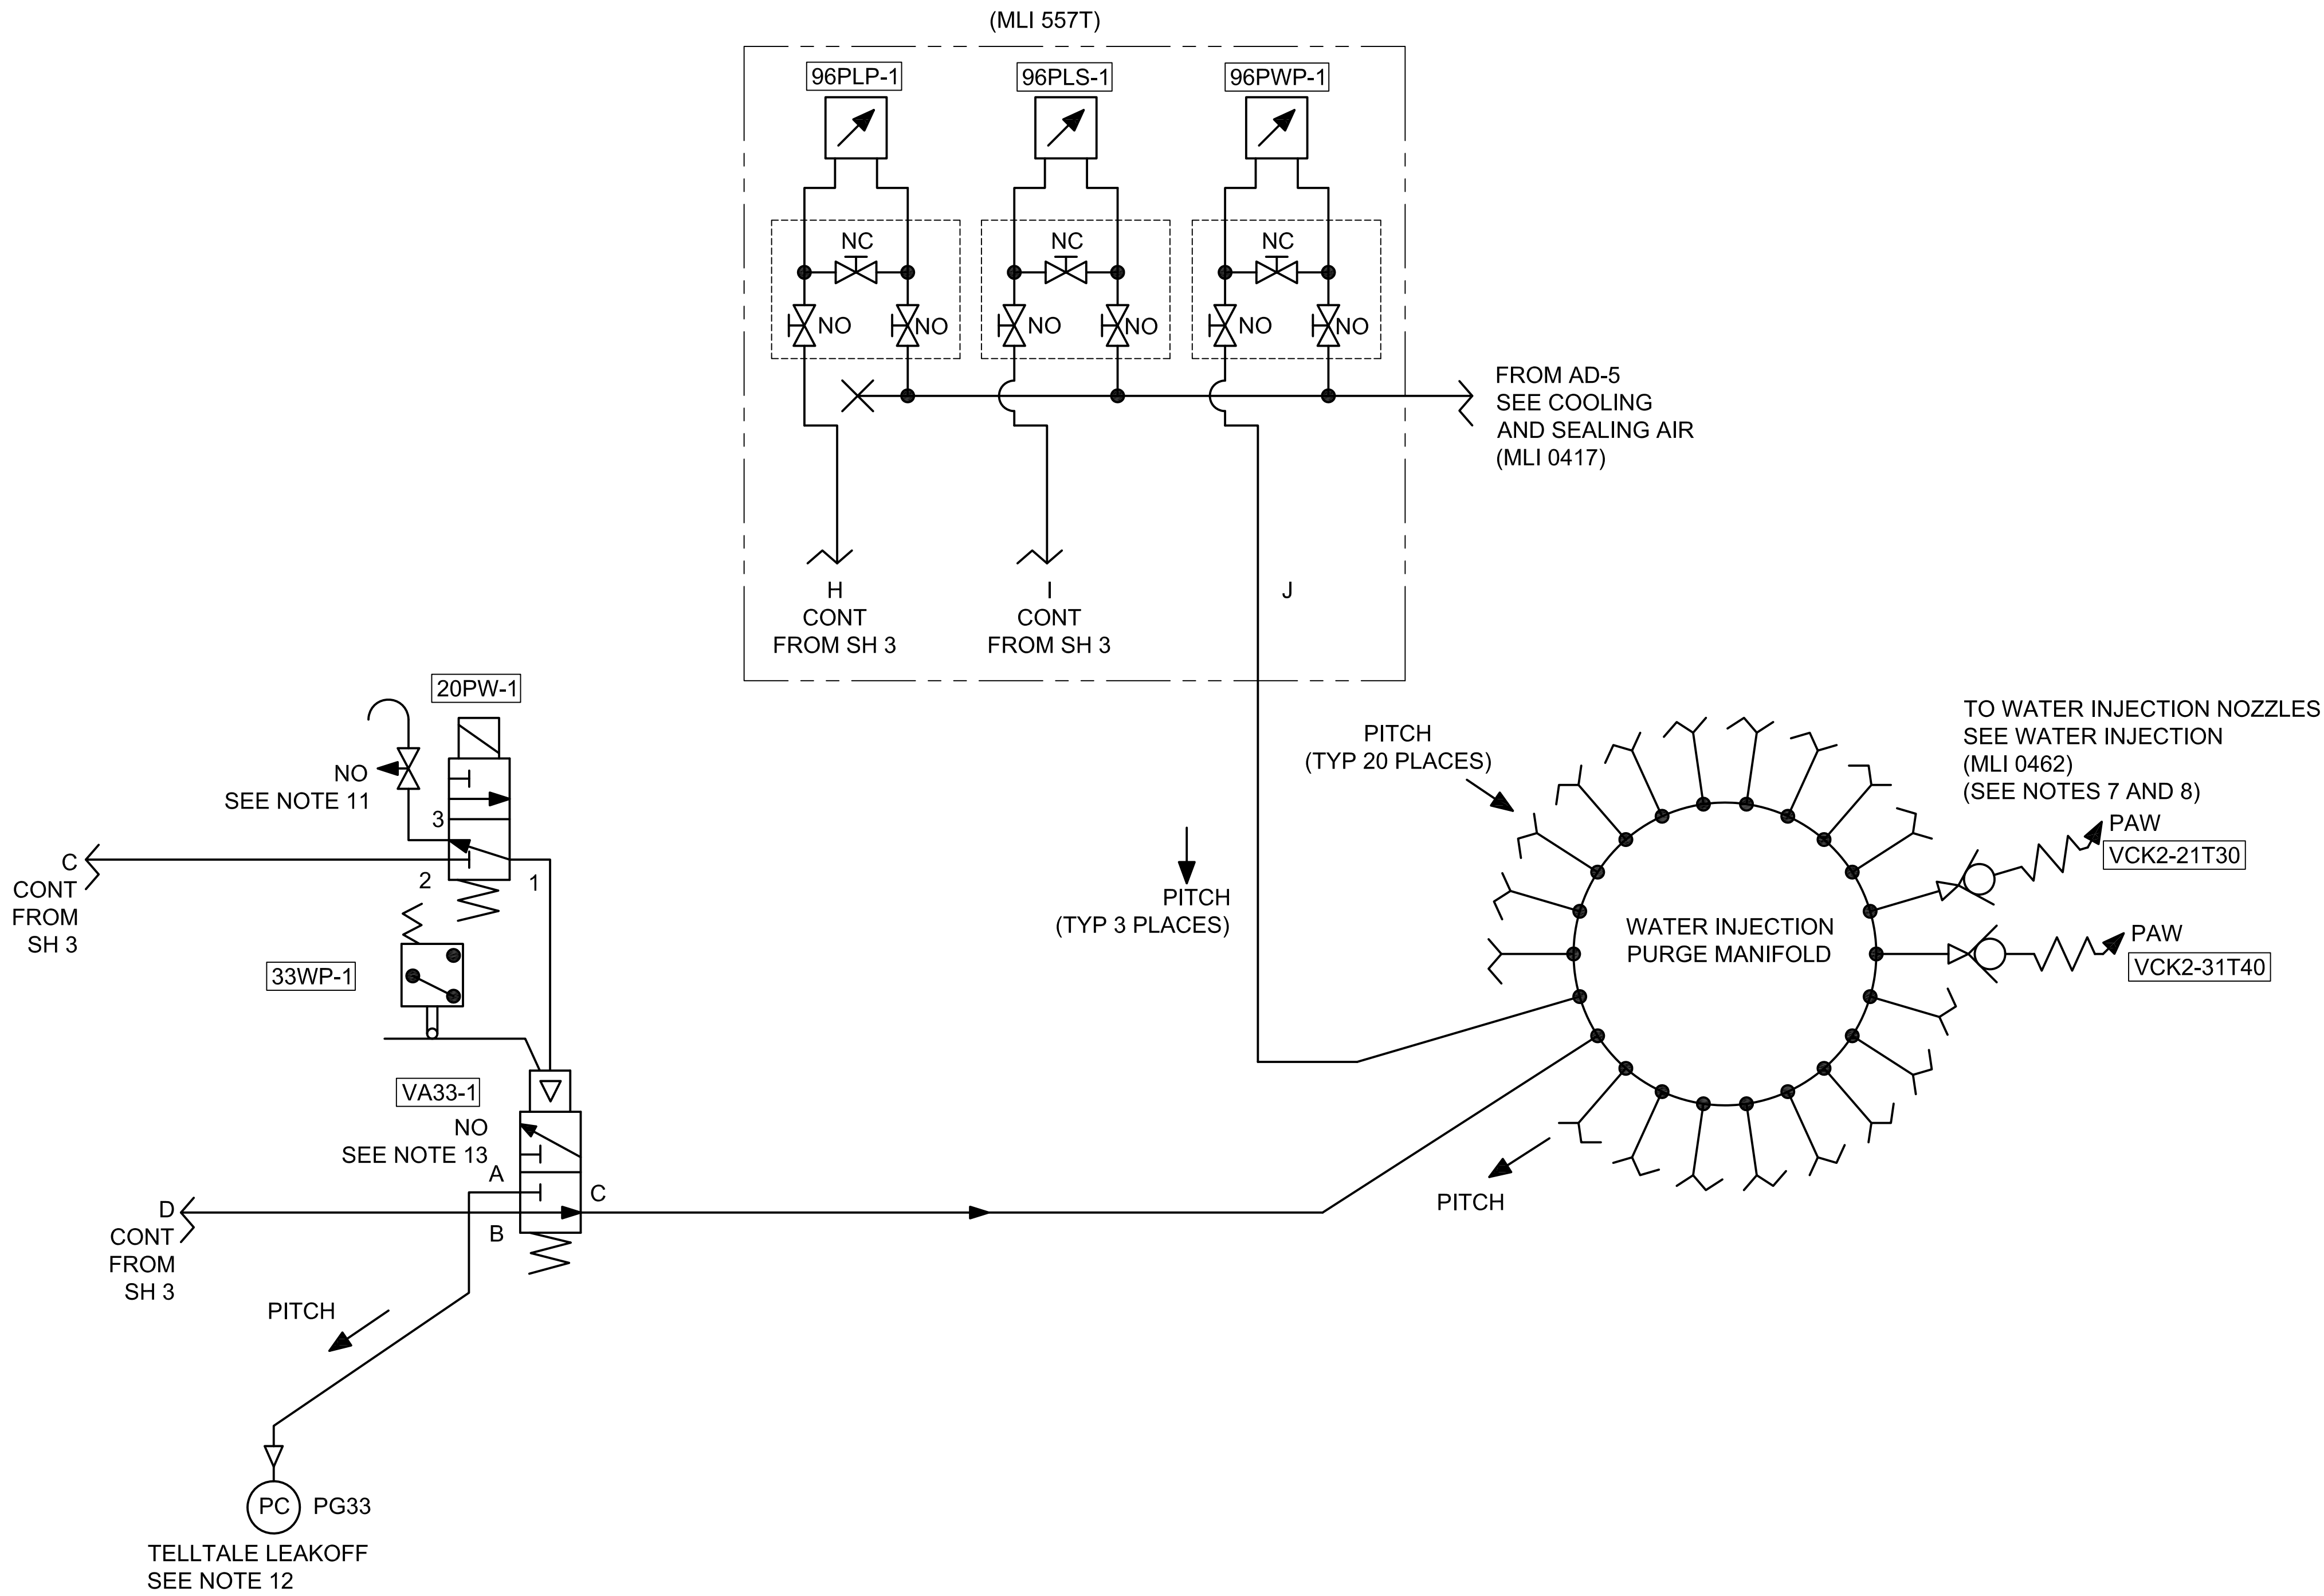 (MLI 557T)
96PLP-1
96PLS-1
96PWP-1
NC
NC
NC
NO
NO
NO
NO
NO
NO
FROM AD-5
SEE COOLING
AND SEALING AIR
(MLI 0417)
H
CONT
FROM SH 3
I
CONT
FROM SH 3
J
20PW-1
NO
SEE NOTE 11
3
2
1
C
CONT
FROM
SH 3
33WP-1
VA33-1
NO
SEE NOTE 13
A
C
B
D
CONT
FROM
SH 3
PITCH
PC
PG33
TELLTALE LEAKOFF
SEE NOTE 12
PITCH
(TYP 20 PLACES)
PITCH
(TYP 3 PLACES)
WATER INJECTION
PURGE MANIFOLD
PITCH
TO WATER INJECTION NOZZLES
SEE WATER INJECTION
(MLI 0462)
(SEE NOTES 7 AND 8)
PAW
VCK2-21T30
PAW
VCK2-31T40